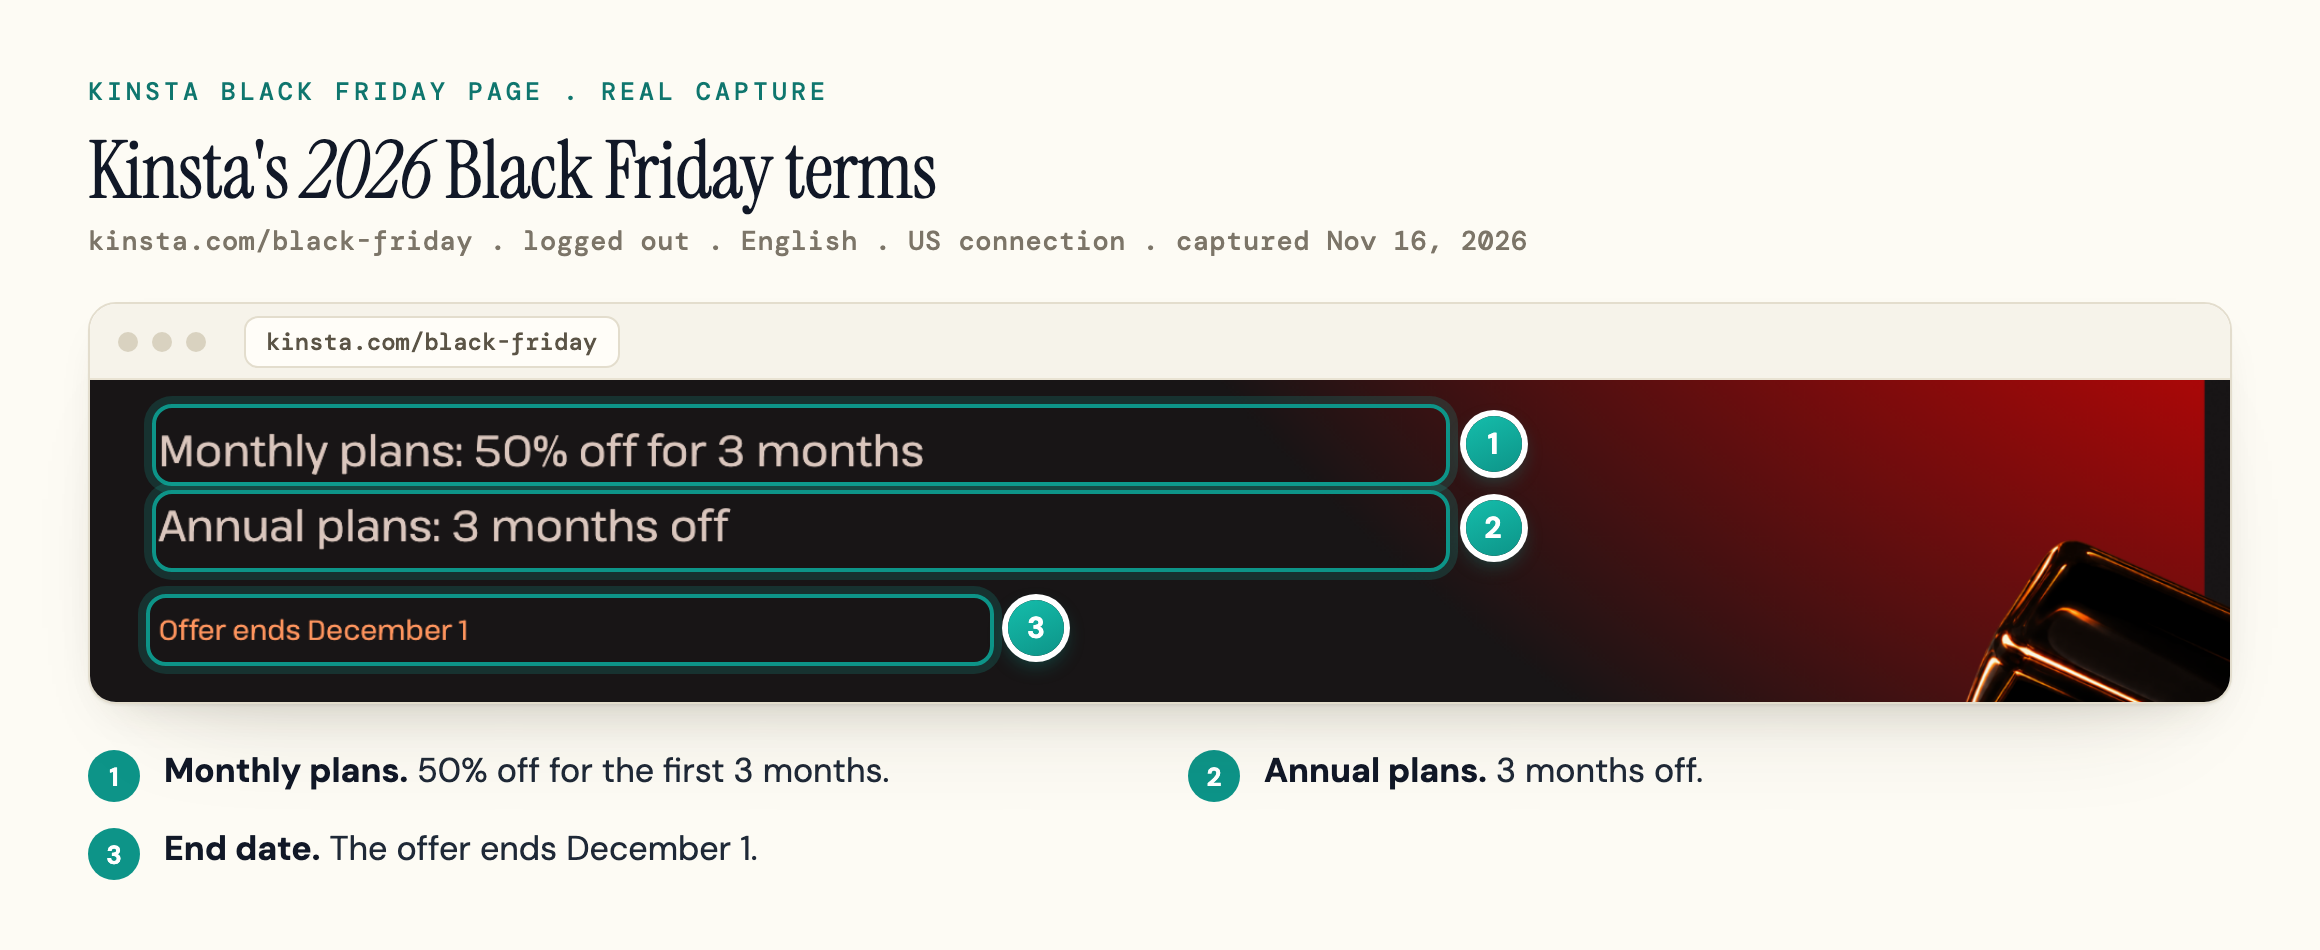 KINSTA BLACK FRIDAY PAGE . REAL CAPTURE
Kinsta's 2026 Black Friday terms
kinsta.com/black-friday . logged out . English . US connection . captured Nov 16, 2026
kinsta.com/black-friday
Monthly plans: 50% off for 3 months
1
Annual plans: 3 months off
2
Offer ends December 1
3
1 Monthly plans. 50% off for the first 3 months.
2 Annual plans. 3 months off.
3 End date. The offer ends December 1.